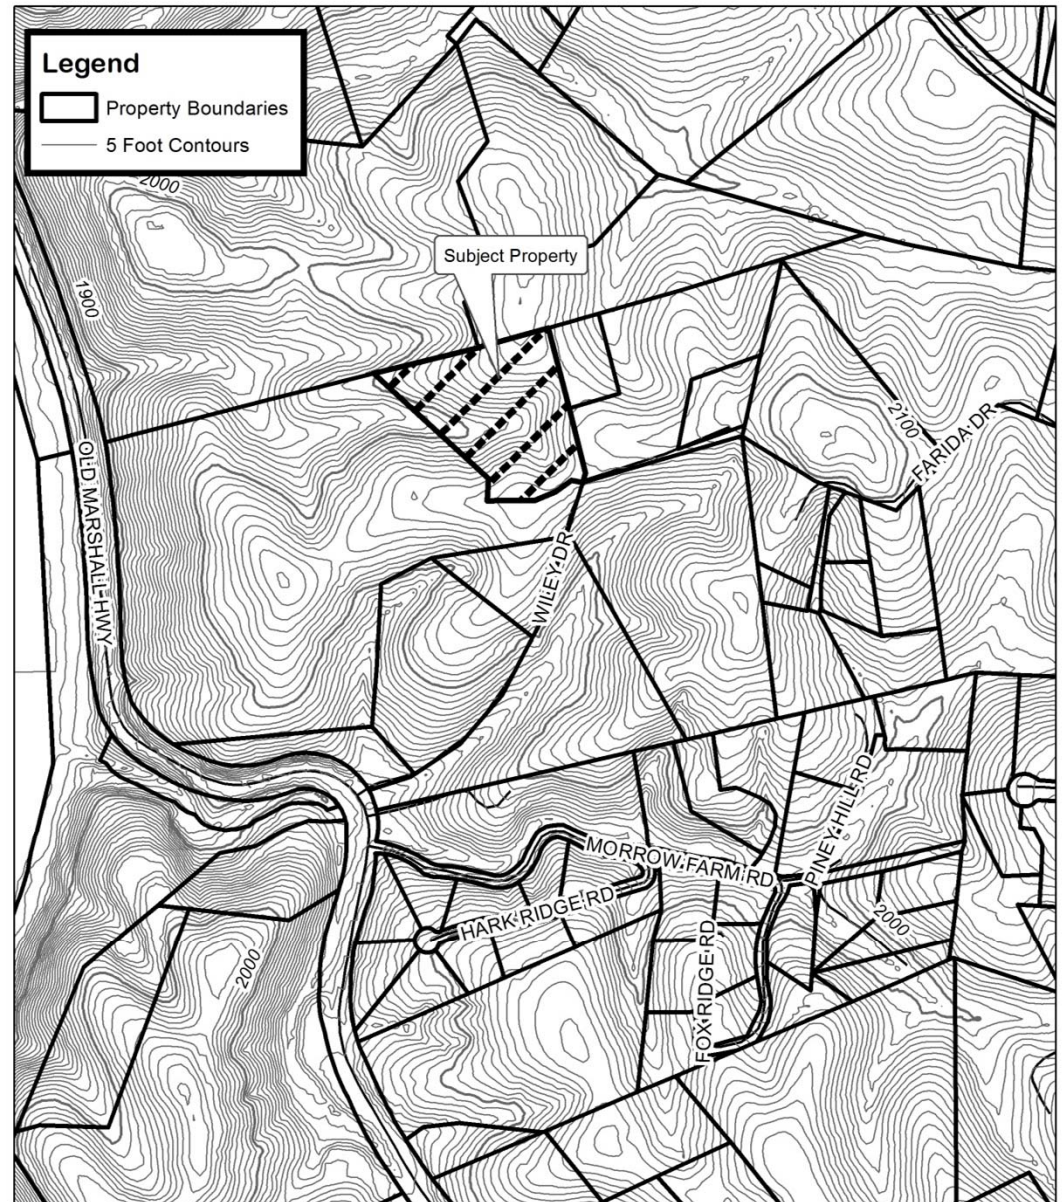 Legend
Property Boundaries
5 Foot Contours
2000
1900
Subject Property
2100
FARIDA DR
OLD MARSHALL HWY
WILEY DR
PINEY HILL RD
MORROW FARM RD
HARK RIDGE RD
2000
FOX RIDGE RD
2000